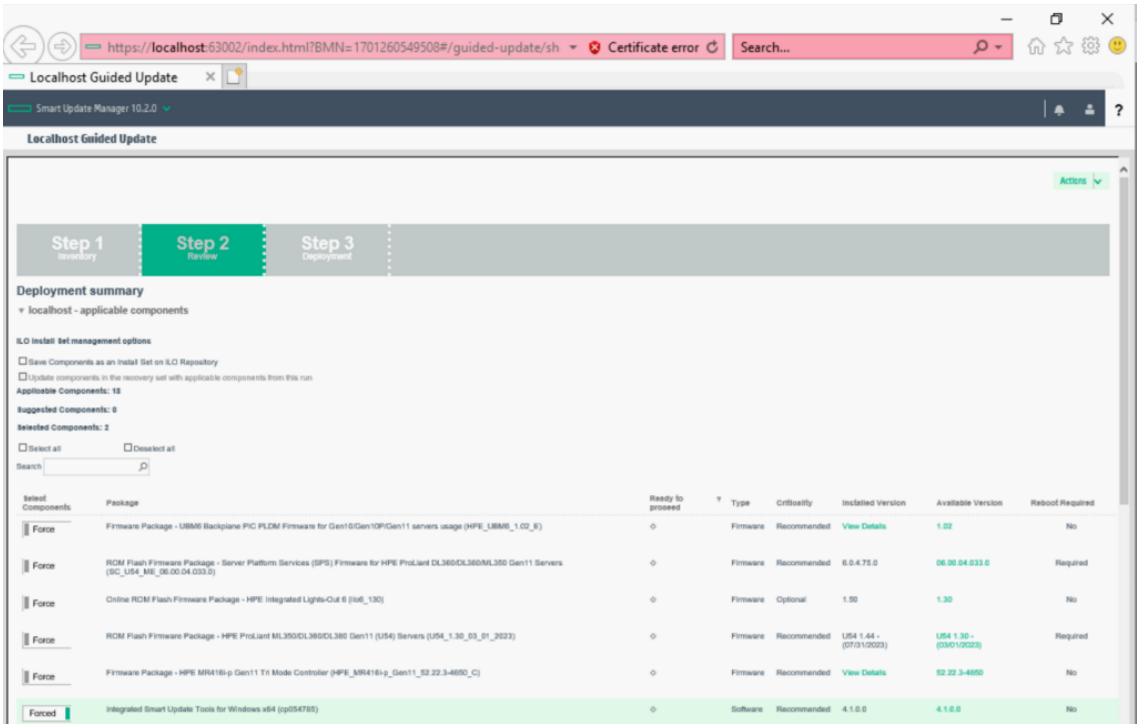 https://localhost:63002/index.html?BMN=1701260549508#/guided-update/sh Certificate error Search...
Localhost Guided Update
Smart Update Manager 10.2.0 ?
Localhost Guided Update
Actions
Step 1 Step 2 Step 3
Inventory Review Deployment
Deployment summary
localhost - applicable components
ILO Install Set management options
Save Components as an Install Set on iLO Repository
Update components in the recovery set with applicable components from this run
Applicable Components: 18
Suggested Components: 0
Selected Components: 2
Select all Deselect all
Search
Select Components Package Ready to proceed Type Criticality Installed Version Available Version Reboot Required
Force Firmware Package - UBM6 Backplane PIC PLDM Firmware for Gen10/Gen10P/Gen11 servers usage (HPE_UBM6_1.02_E) Firmware Recommended View Details 1.02 No
Force ROM Flash Firmware Package - Server Platform Services (SPS) Firmware for HPE ProLiant DL380/DL360/ML350 Gen11 Servers
(SC_U54_ME_06.00.04.033.0) Firmware Recommended 6.0.4.75.0 06.00.04.033.0 Required
Force Online ROM Flash Firmware Package - HPE Integrated Lights-Out 6 (ilo6_130) Firmware Optional 1.50 1.30 No
Force ROM Flash Firmware Package - HPE ProLiant ML350/DL360/DL380 Gen11 (U54) Servers (U54_1.30_03_01_2023) Firmware Recommended U54 1.44 - U54 1.30 - Required
(07/31/2023) (03/01/2023)
Force Firmware Package - HPE MR416i-p Gen11 Tri Mode Controller (HPE_MR416i-p_Gen11_52.22.3-4650_C) Firmware Recommended View Details 52.22.3-4650 No
Forced Integrated Smart Update Tools for Windows x64 (cp054785) Software Recommended 4.1.0.0 4.1.0.0 No